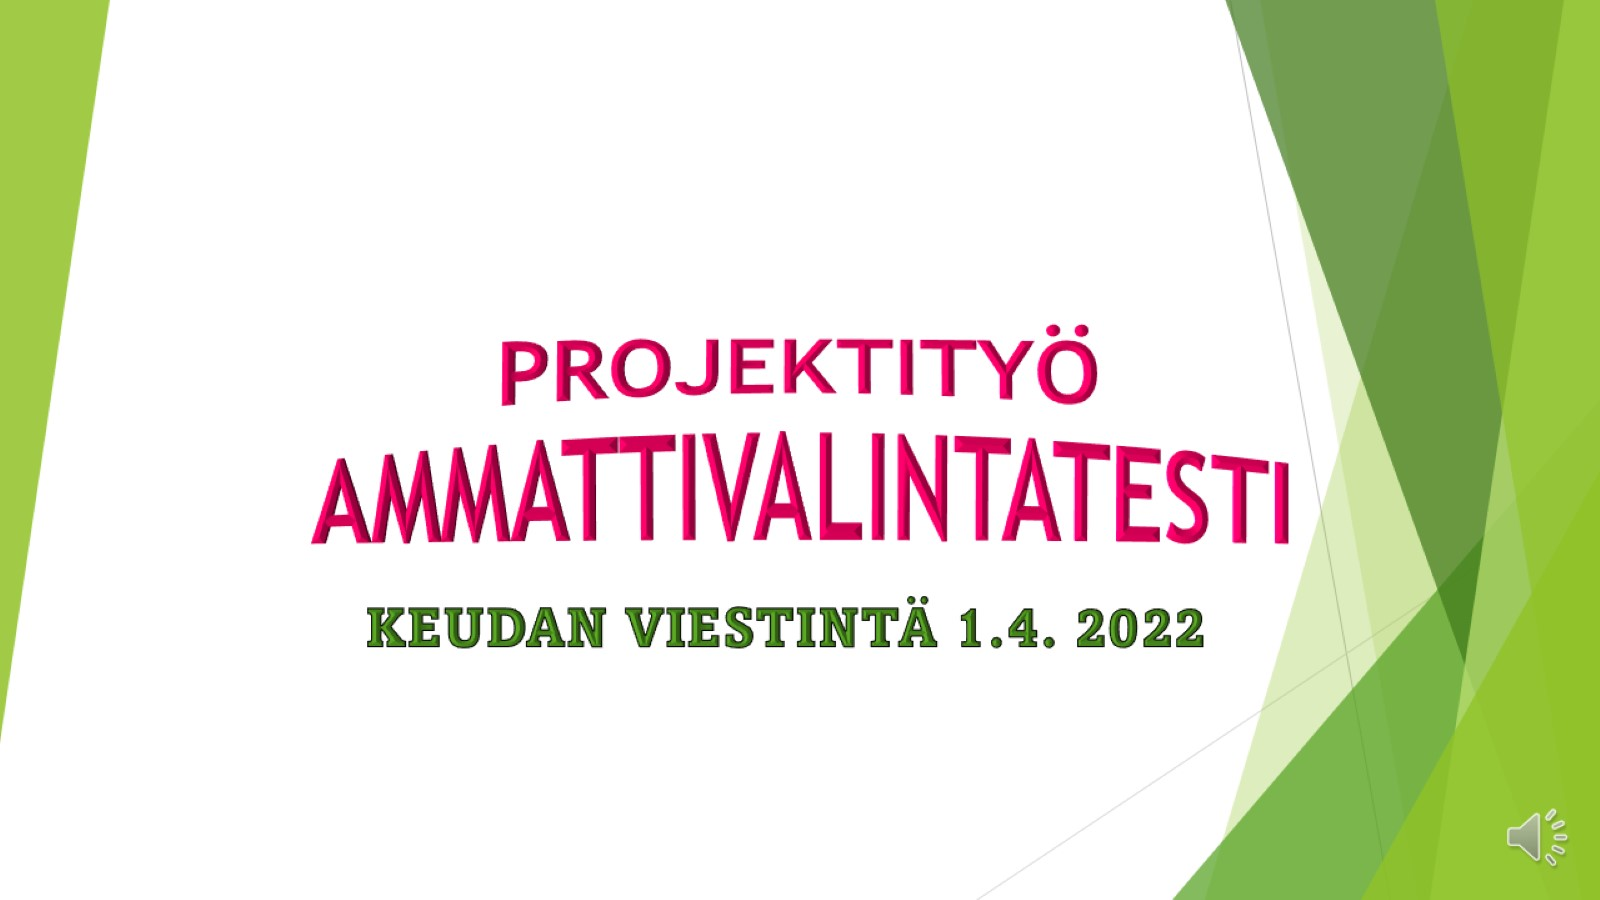 PROJEKTITYÖ
AMMATTIVALINTATESTI
KEUDAN VIESTINTÄ 1.4. 2022